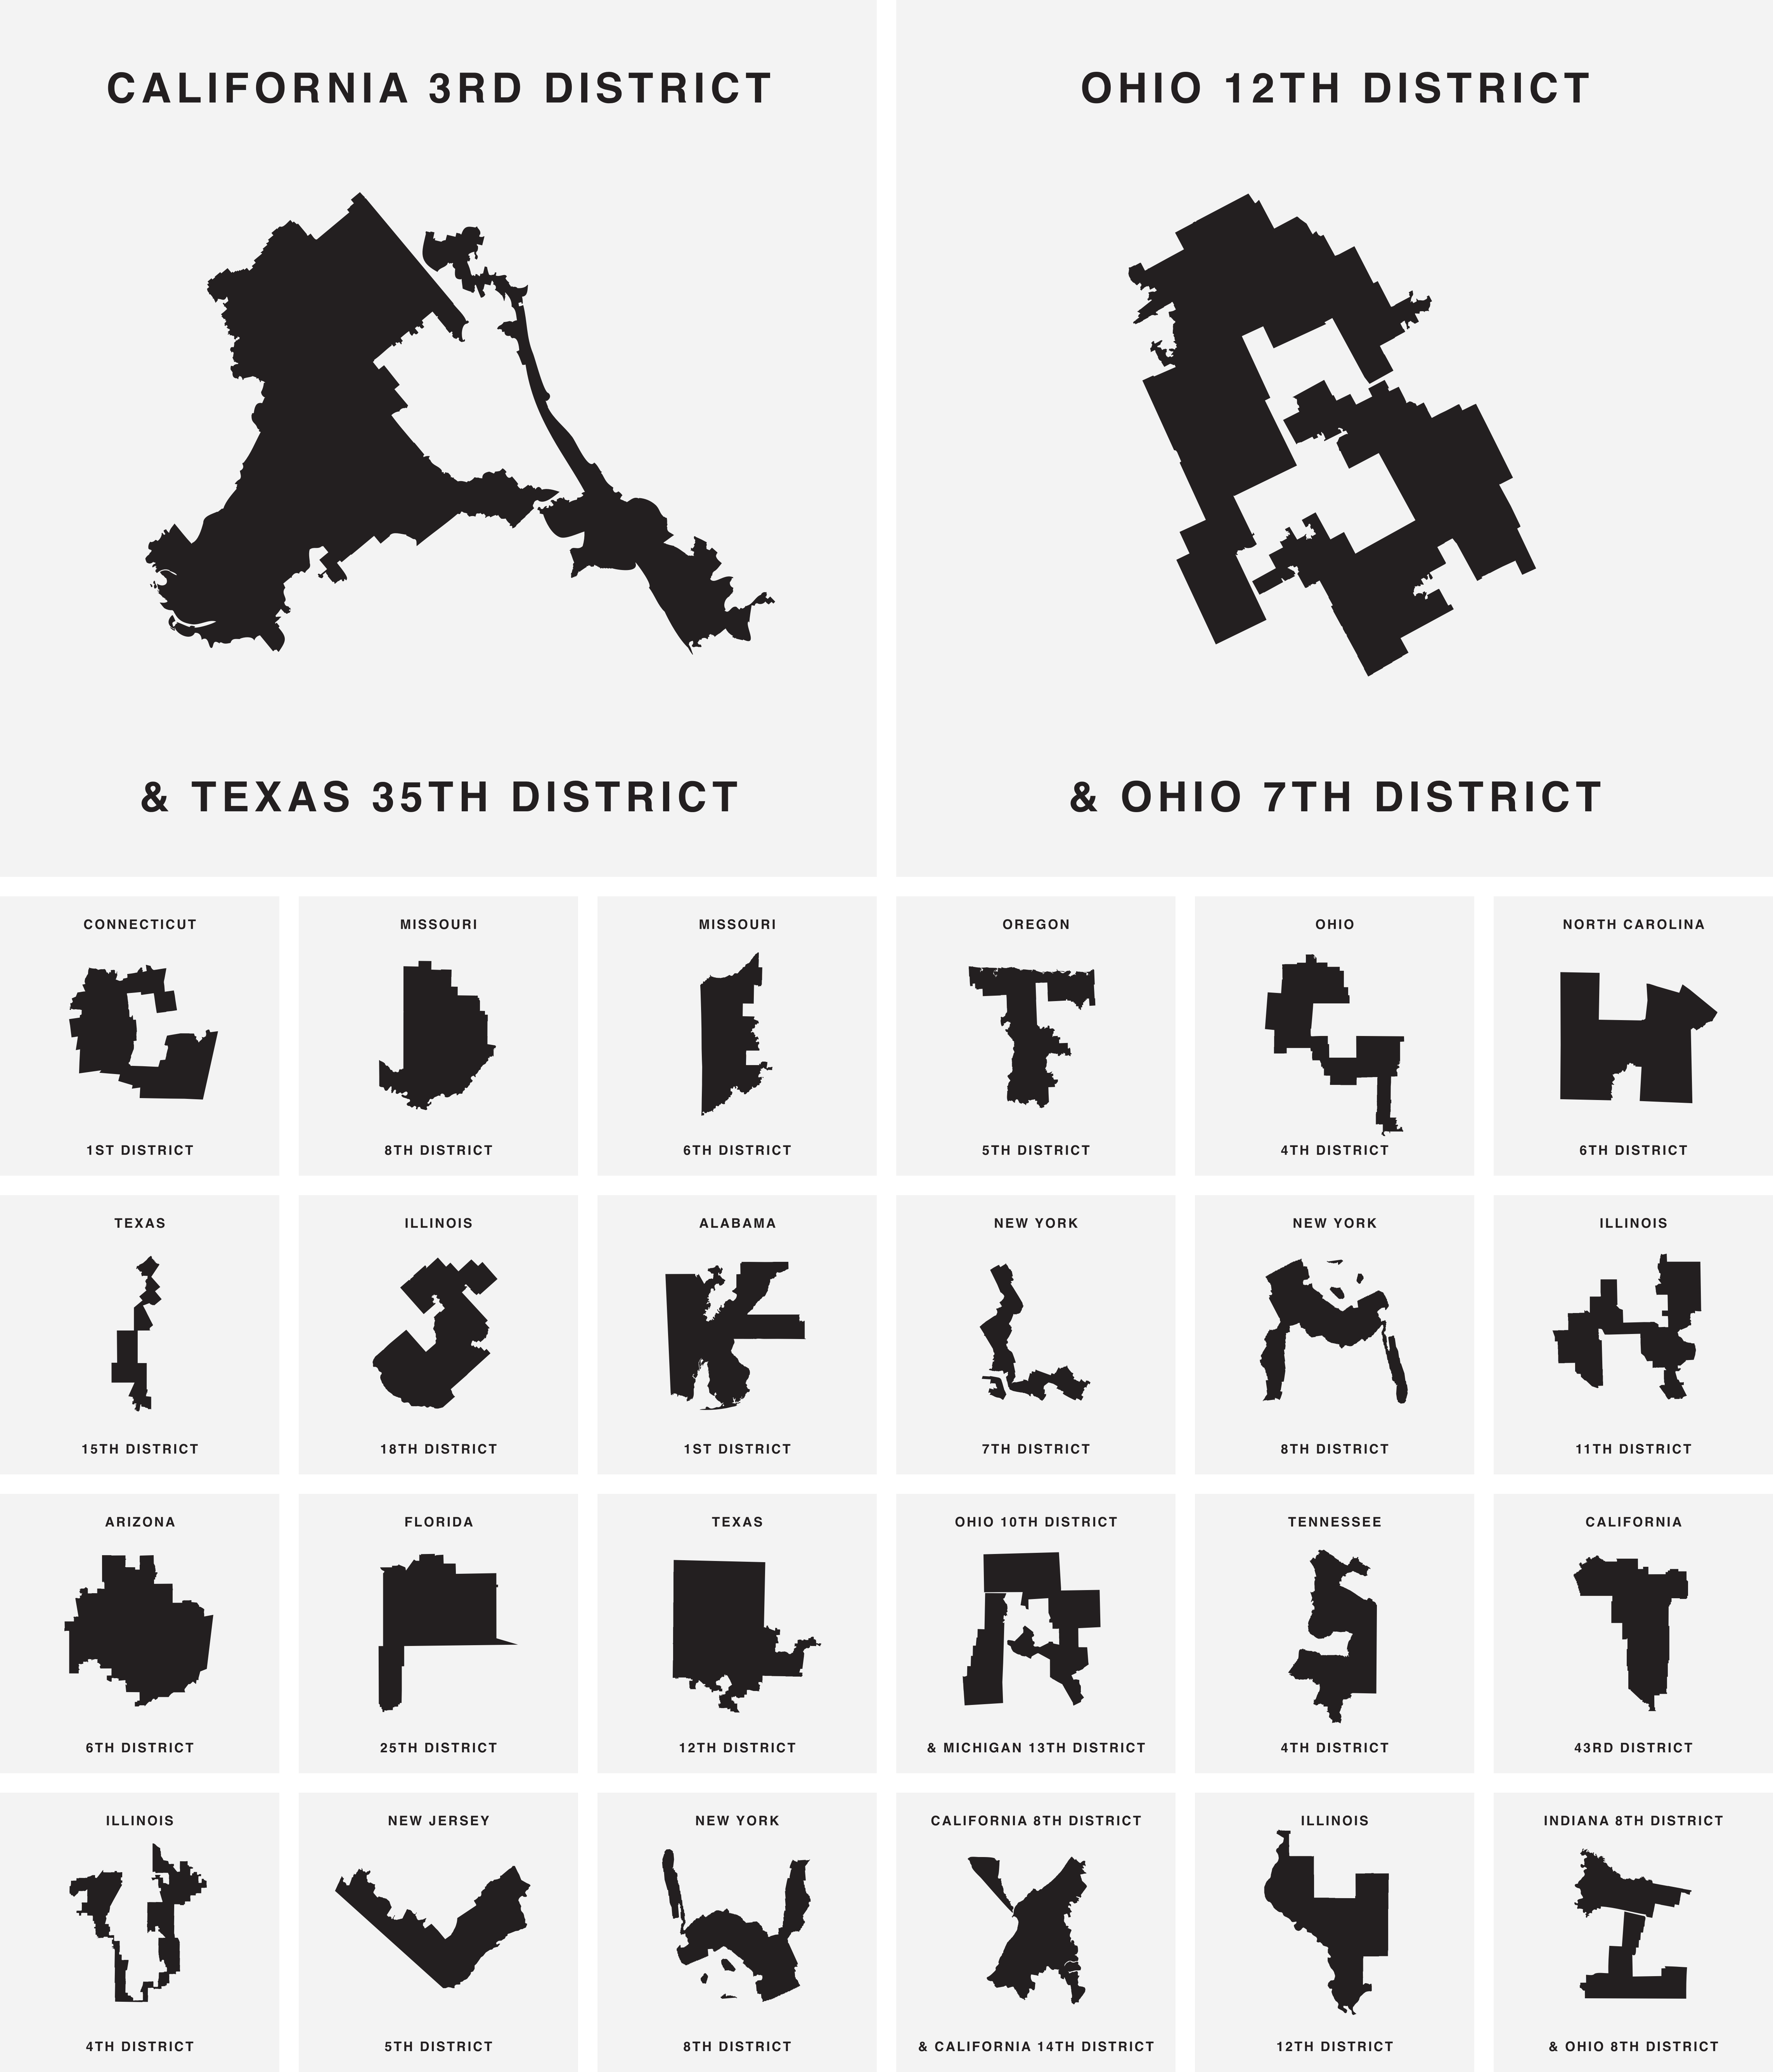 CALIFORNIA 3RD DISTRICT
& TEXAS 35TH DISTRICT
OHIO 12TH DISTRICT
& OHIO 7TH DISTRICT
CONNECTICUT
1ST DISTRICT
MISSOURI
8TH DISTRICT
MISSOURI
6TH DISTRICT
OREGON
5TH DISTRICT
OHIO
4TH DISTRICT
NORTH CAROLINA
6TH DISTRICT
TEXAS
15TH DISTRICT
ILLINOIS
18TH DISTRICT
ALABAMA
1ST DISTRICT
NEW YORK
7TH DISTRICT
NEW YORK
8TH DISTRICT
ILLINOIS
11TH DISTRICT
ARIZONA
6TH DISTRICT
FLORIDA
25TH DISTRICT
TEXAS
12TH DISTRICT
OHIO 10TH DISTRICT
& MICHIGAN 13TH DISTRICT
TENNESSEE
4TH DISTRICT
CALIFORNIA
43RD DISTRICT
ILLINOIS
4TH DISTRICT
NEW JERSEY
5TH DISTRICT
NEW YORK
8TH DISTRICT
CALIFORNIA 8TH DISTRICT
& CALIFORNIA 14TH DISTRICT
ILLINOIS
12TH DISTRICT
INDIANA 8TH DISTRICT
& OHIO 8TH DISTRICT